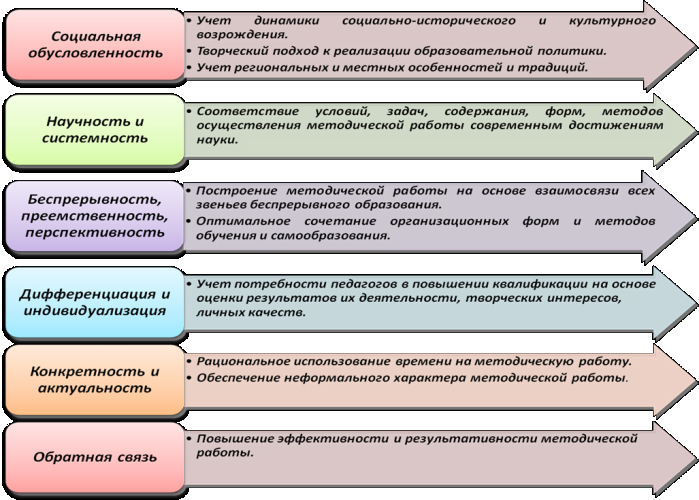 Социальная
обусловленность
• Учет динамики социально-исторического и культурного
возрождения.
• Творческий подход к реализации образовательной политики.
• Учет региональных и местных особенностей и традиций.
Научность и
системность
• Соответствие условий, задач, содержания, форм, методов
осуществления методической работы современным достижениям
науки.
Беспрерывность,
преемственность,
перспективность
• Построение методической работы на основе взаимосвязи всех
звеньев беспрерывного образования.
• Оптимальное сочетание организационных форм и методов
обучения и самообразования.
Дифференциация и
индивидуализация
• Учет потребности педагогов в повышении квалификации на основе
оценки результатов их деятельности, творческих интересов,
личных качеств.
Конкретность и
актуальность
• Рациональное использование времени на методическую работу.
• Обеспечение неформального характера методической работы.
Обратная связь
• Повышение эффективности и результативности методической
работы.